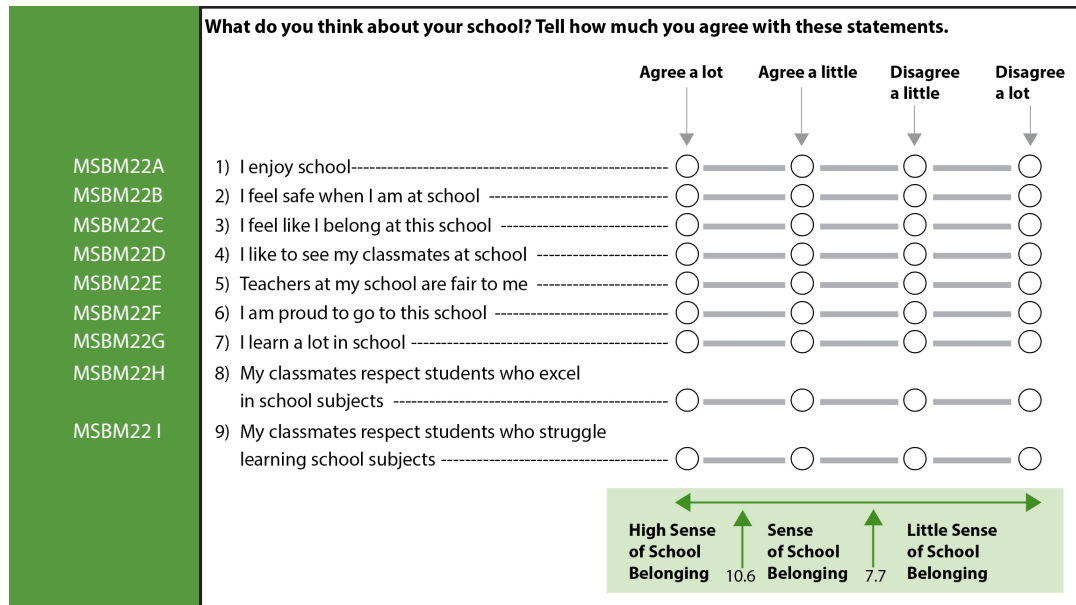 What do you think about your school? Tell how much you agree with these statements.
Agree a lot Agree a little Disagree a little Disagree a lot
MSBM22A 1) I enjoy school
MSBM22B 2) I feel safe when I am at school
MSBM22C 3) I feel like I belong at this school
MSBM22D 4) I like to see my classmates at school
MSBM22E 5) Teachers at my school are fair to me
MSBM22F 6) I am proud to go to this school
MSBM22G 7) I learn a lot in school
MSBM22H 8) My classmates respect students who excel
in school subjects
MSBM22 I 9) My classmates respect students who struggle
learning school subjects
High Sense
of School
Belonging
10.6
Sense
of School
Belonging
7.7
Little Sense
of School
Belonging